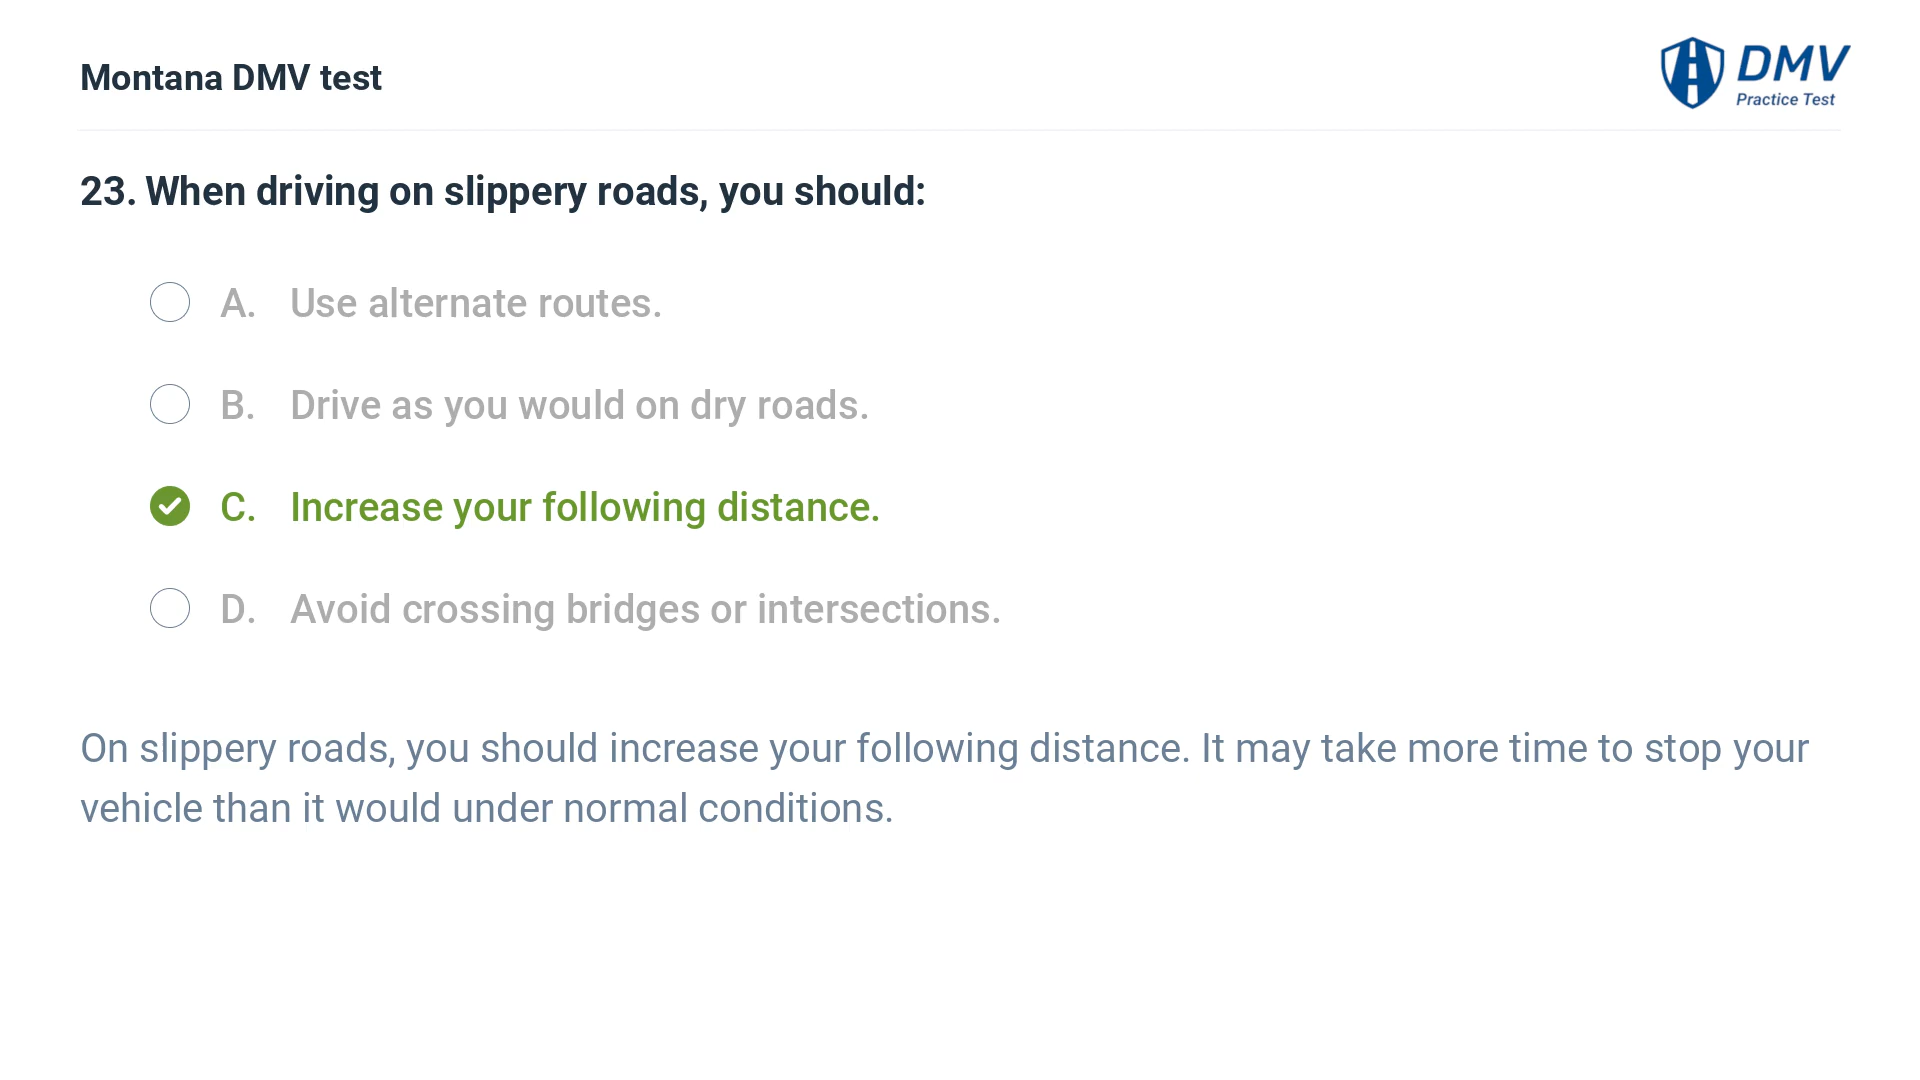 Montana DMV test
DMV
Practice Test
23. When driving on slippery roads, you should:
A. Use alternate routes.
B. Drive as you would on dry roads.
C. Increase your following distance.
D. Avoid crossing bridges or intersections.
On slippery roads, you should increase your following distance. It may take more time to stop your
vehicle than it would under normal conditions.